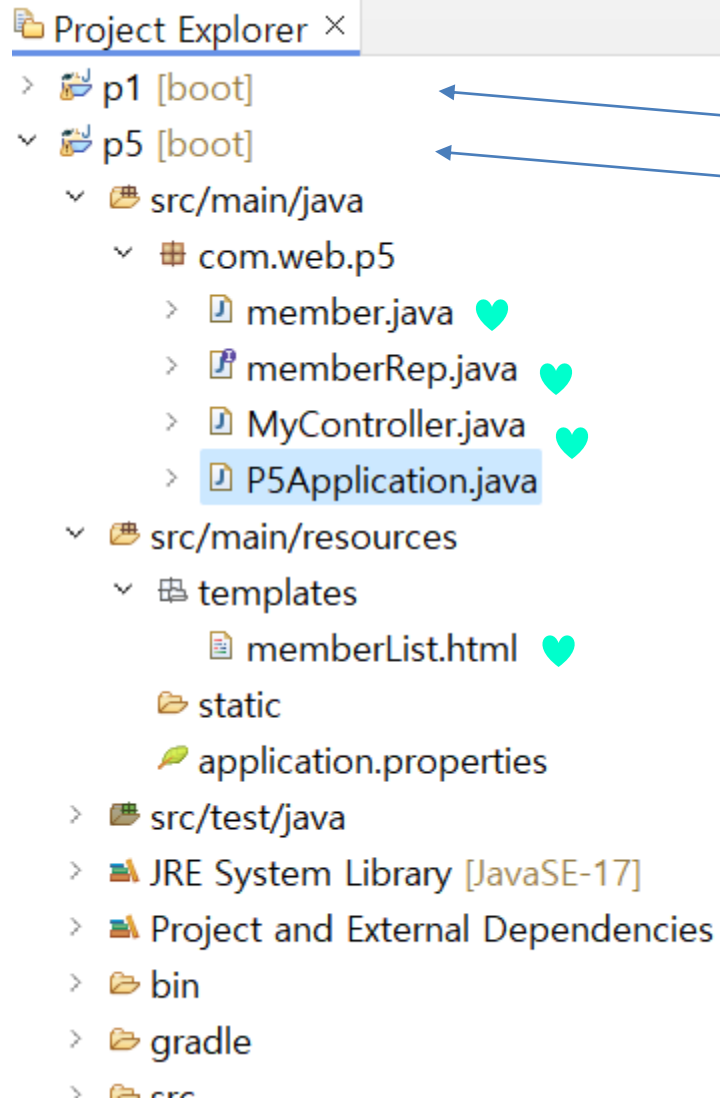 Project Explorer
p1 [boot]
p5 [boot]
src/main/java
com.web.p5
member.java
memberRep.java
MyController.java
P5Application.java
src/main/resources
templates
memberList.html
static
application.properties
src/test/java
JRE System Library [JavaSE-17]
Project and External Dependencies
bin
gradle
src